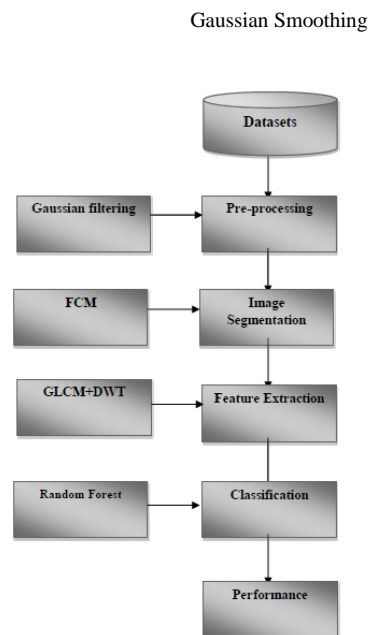 Gaussian Smoothing
Datasets
Gaussian filtering
Pre-processing
FCM
Image
Segmentation
GLCM+DWT
Feature Extraction
Random Forest
Classification
Performance